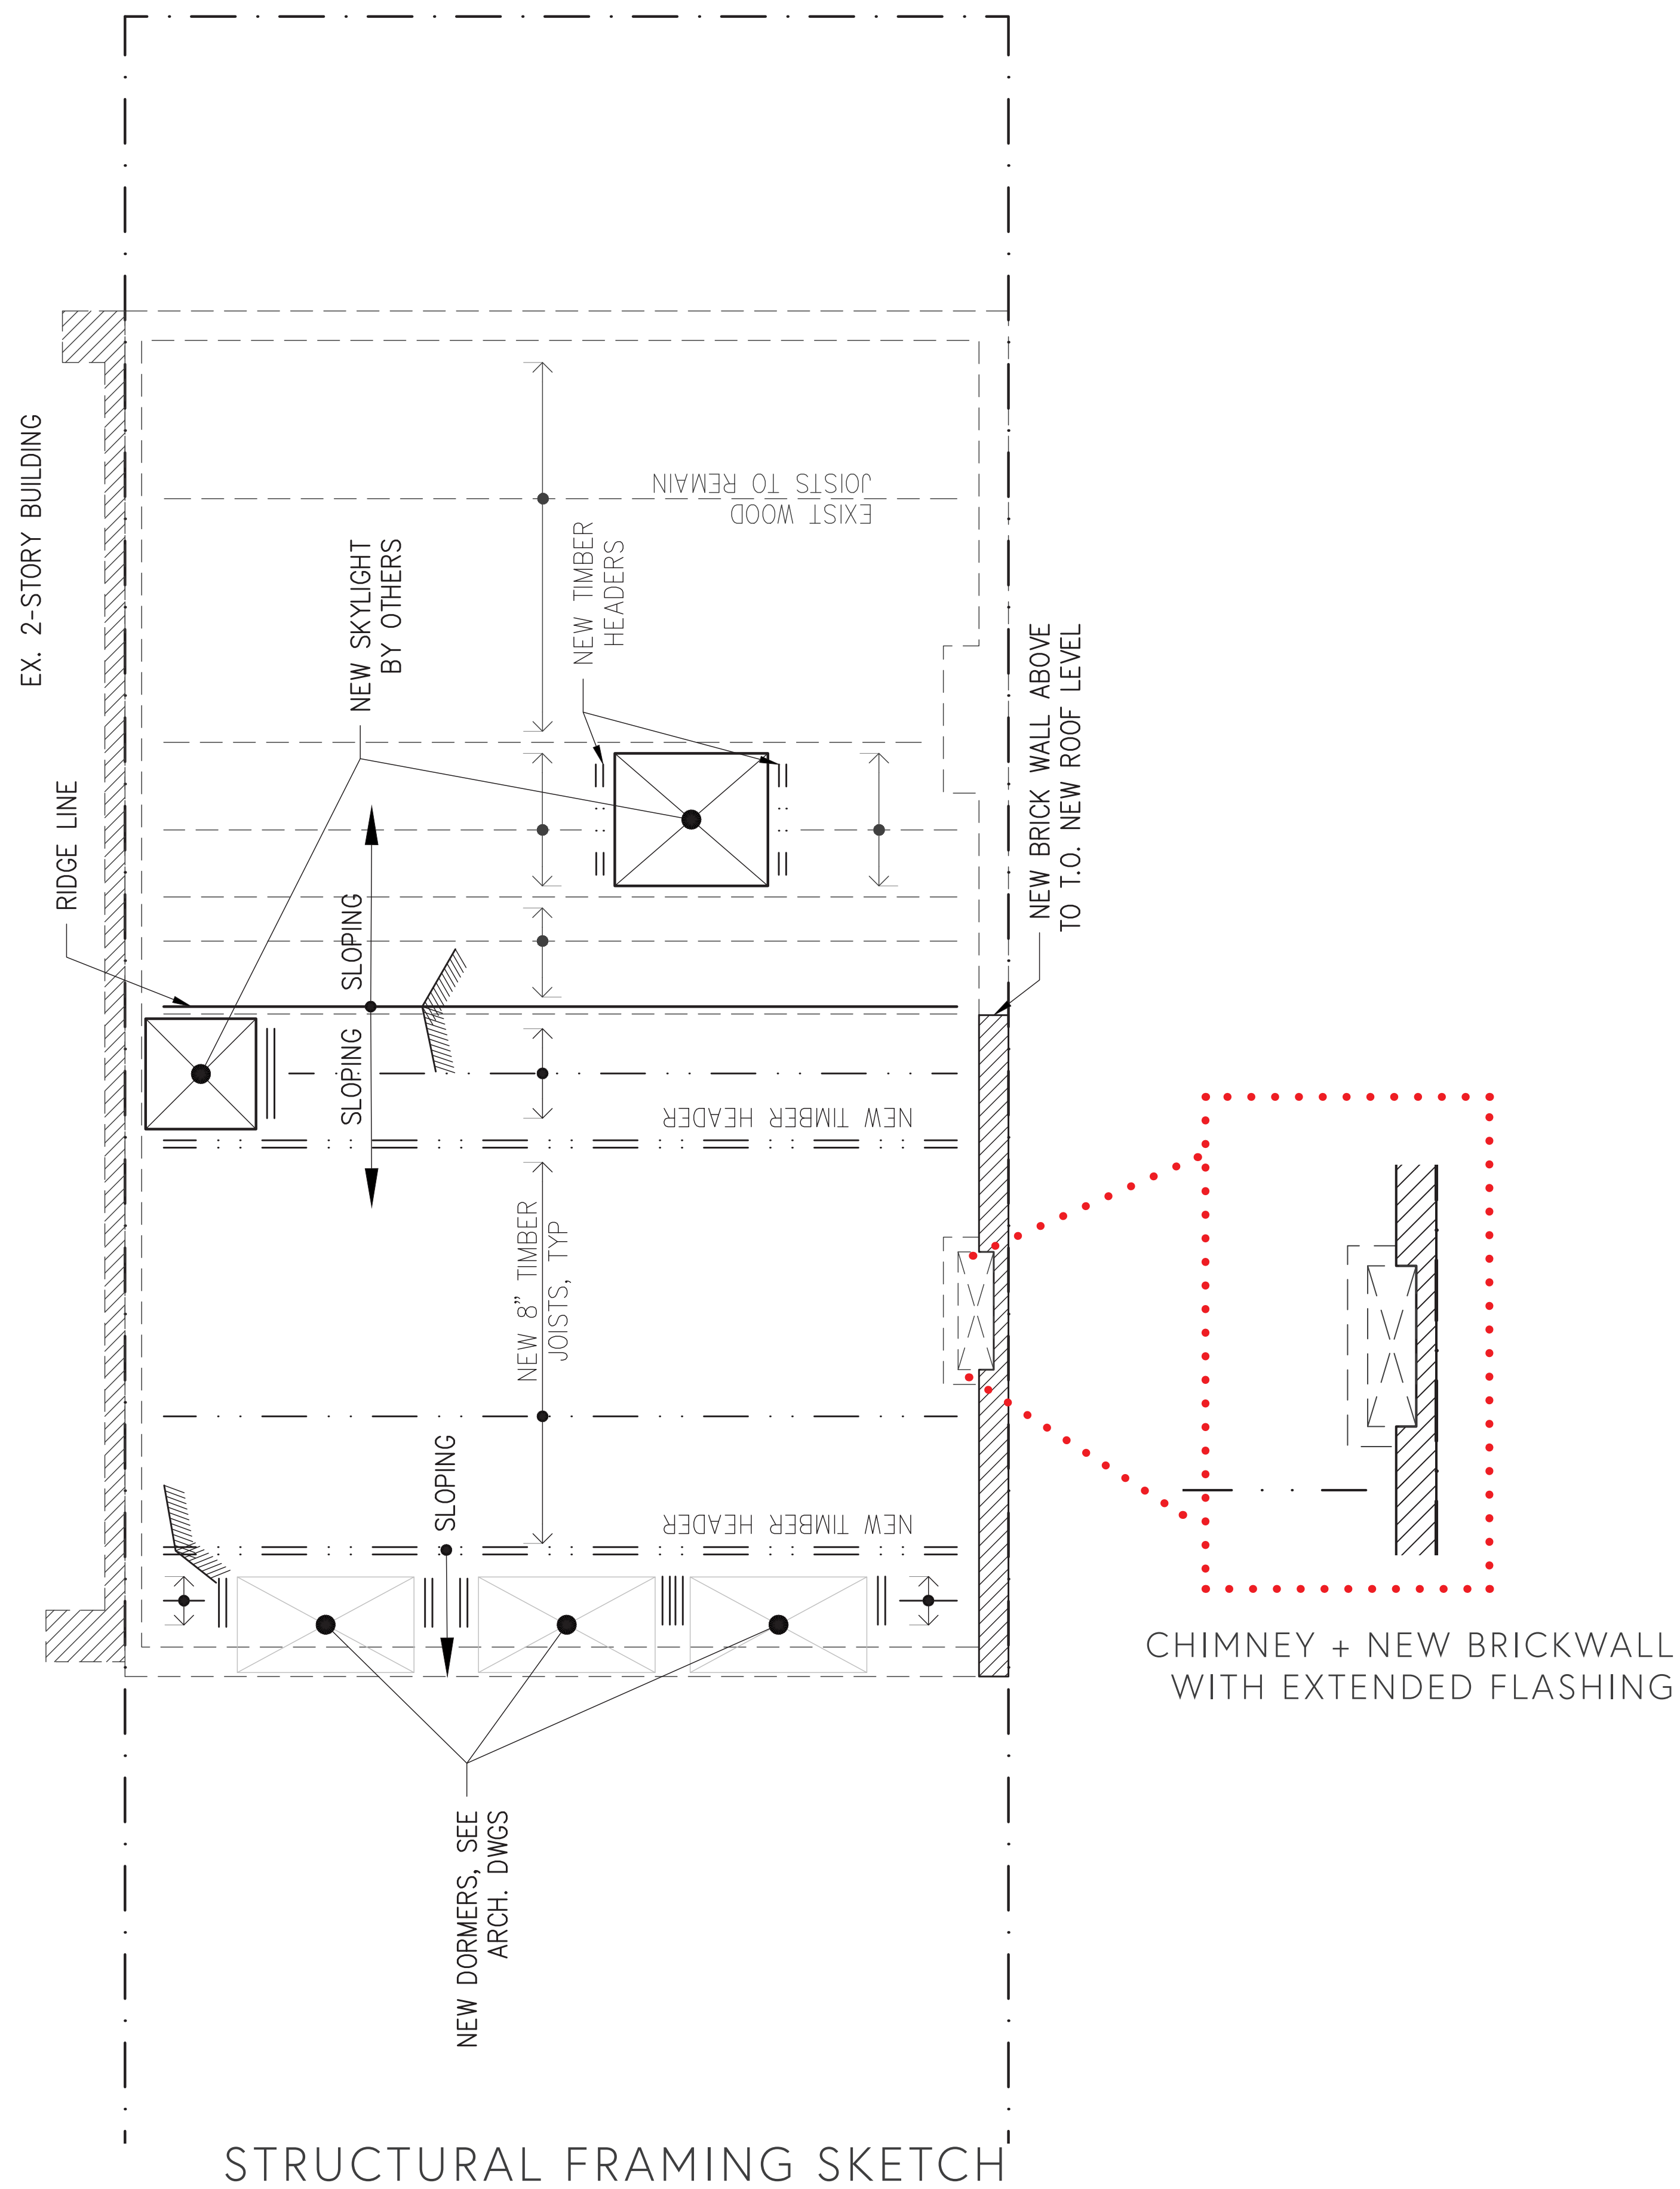 EX. 2-STORY BUILDING
RIDGE LINE
NEW SKYLIGHT
BY OTHERS
EXIST WOOD
JOISTS TO REMAIN
NEW TIMBER
HEADERS
NEW BRICK WALL ABOVE
TO T.O. NEW ROOF LEVEL
SLOPING
SLOPING
NEW TIMBER HEADER
NEW 8" TIMBER
JOISTS, TYP
SLOPING
NEW TIMBER HEADER
NEW DORMERS, SEE
ARCH. DWGS
CHIMNEY + NEW BRICKWALL
WITH EXTENDED FLASHING
STRUCTURAL FRAMING SKETCH